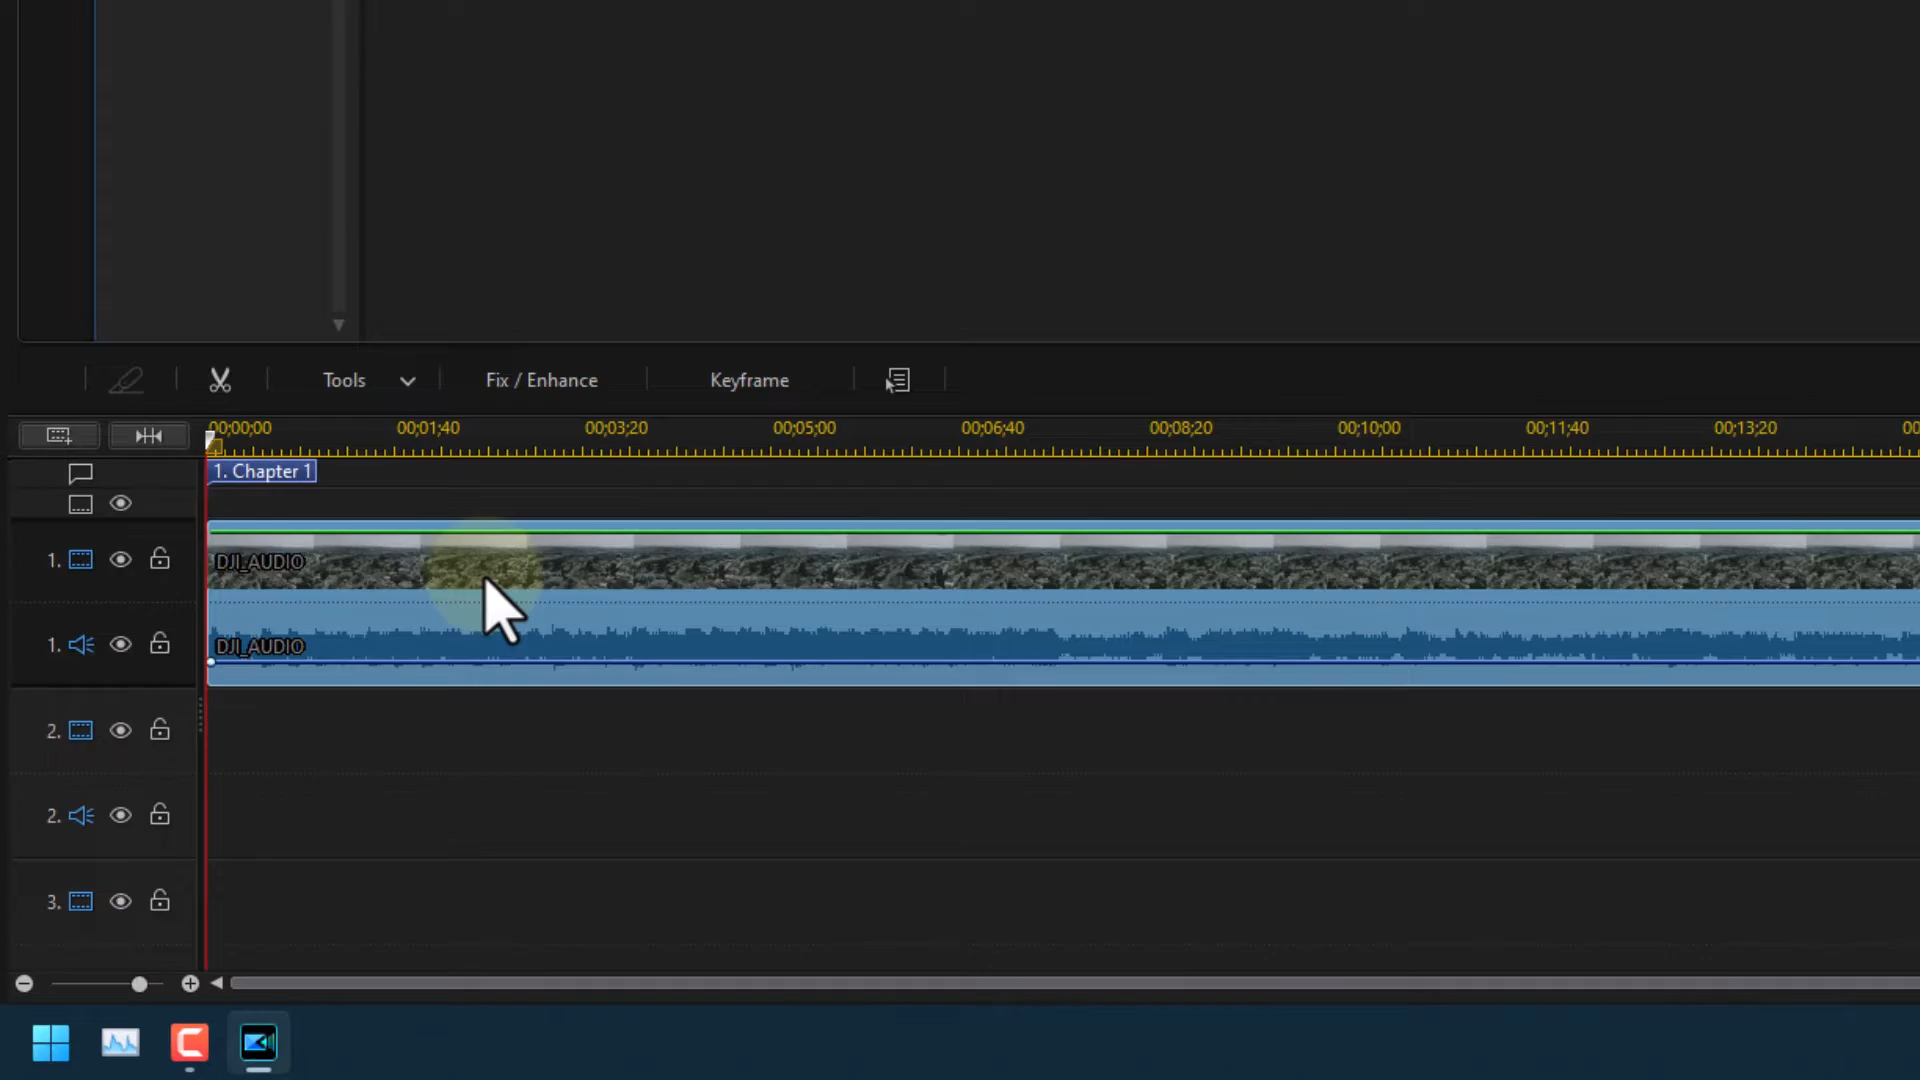 Tools Fix / Enhance Keyframe
00;00;00 00;01;40 00;03;20 00;05;00 00;06;40 00;08;20 00;10;00 00;11;40 00;13;20 00
1. Chapter 1
1. DJI_AUDIO
1. DJI_AUDIO
2.
2.
3.